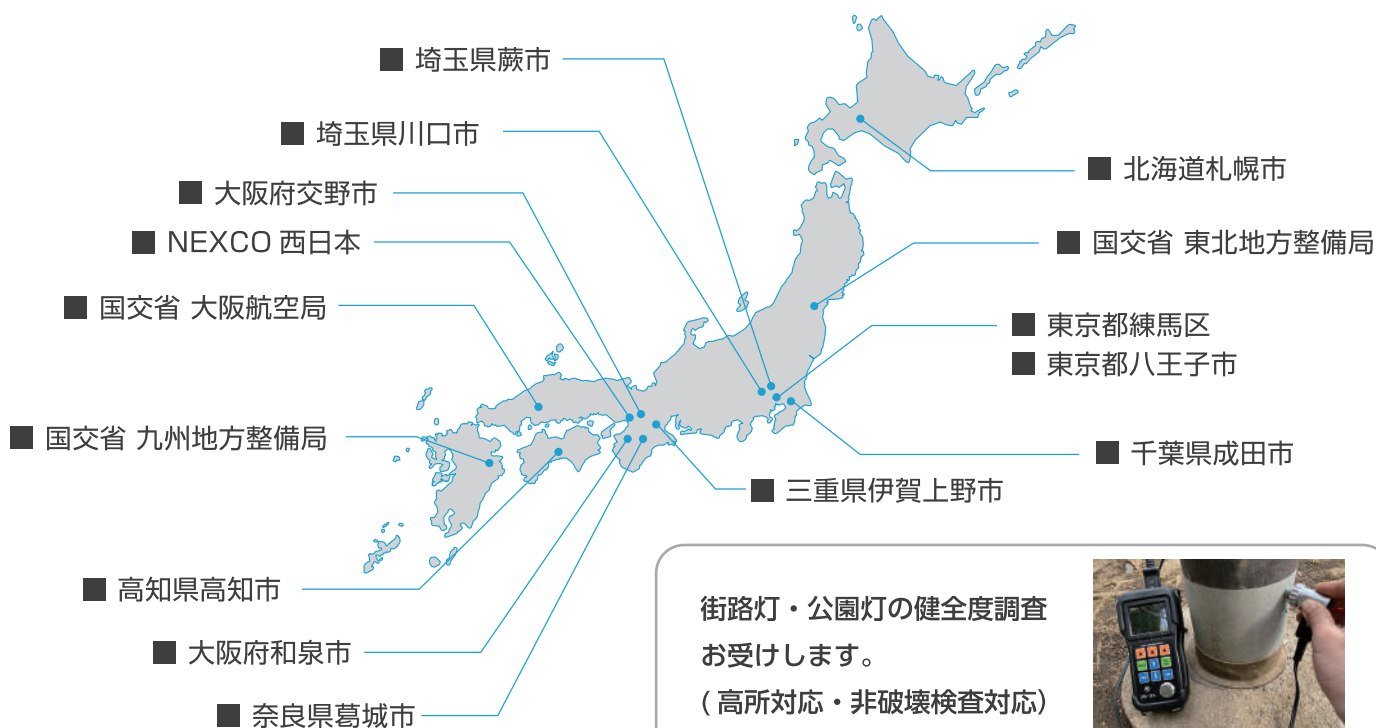 ■ 埼玉県蕨市
■ 埼玉県川口市
■ 大阪府交野市
■ NEXCO 西日本
■ 国交省 大阪航空局
■ 国交省 九州地方整備局
■ 高知県高知市
■ 大阪府和泉市
■ 奈良県葛城市
■ 北海道札幌市
■ 国交省 東北地方整備局
■ 東京都練馬区
■ 東京都八王子市
■ 千葉県成田市
■ 三重県伊賀上野市
街路灯・公園灯の健全度調査
お受けします。
( 高所対応・非破壊検査対応)